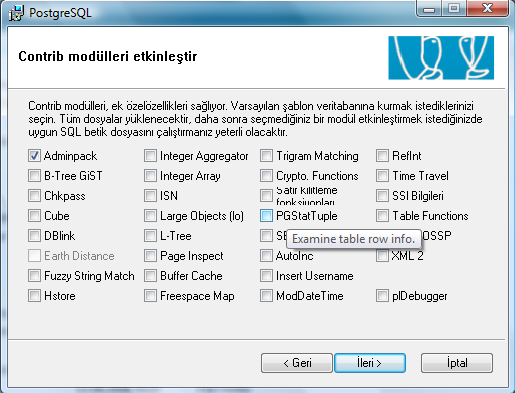 PostgreSQL
Contrib modülleri etkinleştir
Contrib modülleri, ek özelözellikleri sağlıyor. Varsayılan şablon veritabanına kurmak istediklerinizi
seçin. Tüm dosyalar yüklenecektir, daha sonra seçmediğiniz bir modül etkinleştirmek istediğinizde
uygun SQL betik dosyasını çalıştırmanız yeterli olacaktır.
Adminpack Integer Aggregator Trigram Matching RefInt
B-Tree GiST Integer Array Crypto. Functions Time Travel
Chkpass ISN Satır kilitleme fonksiyonları SSI Bilgileri
Cube Large Objects (lo) PGStatTuple Table Functions
DBlink L-Tree OSSP
Examine table row info.
Earth Distance Page Inspect AutoInc XML 2
Fuzzy String Match Buffer Cache Insert Username
Hstore Freespace Map ModDateTime plDebugger
< Geri İleri > İptal